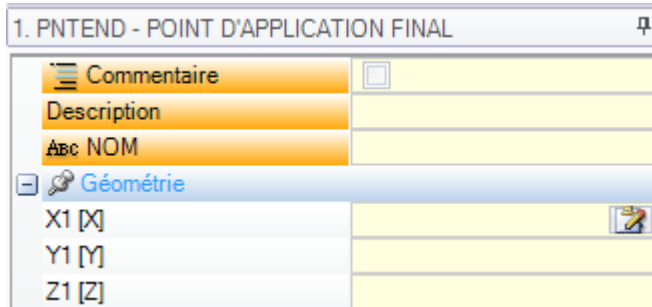 1. PNTEND - POINT D'APPLICATION FINAL
Commentaire
Description
ABC NOM
Géométrie
X1 [X]
Y1 [Y]
Z1 [Z]